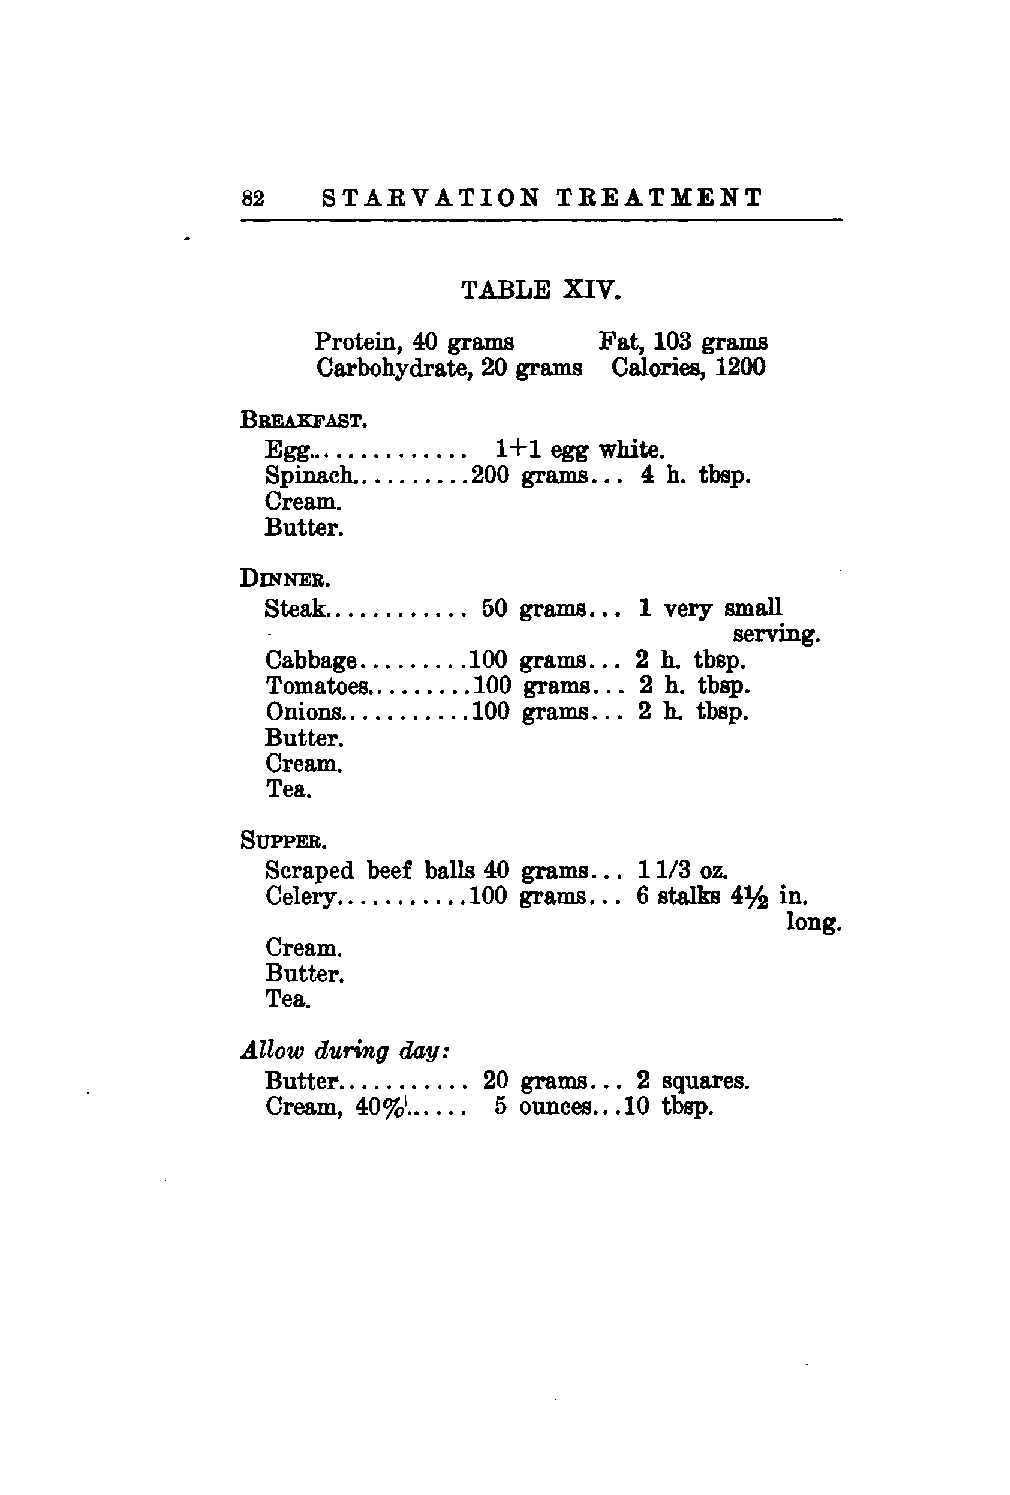 82 STARVATION TREATMENT
TABLE XIV.
Protein, 40 grams Fat, 103 grams
Carbohydrate, 20 grams Calories, 1200
BREAKFAST.
Egg.............. 1+1 egg white.
Spinach..........200 grams... 4 h. tbsp.
Cream.
Butter.
DINNER.
Steak............ 50 grams... 1 very small
serving.
Cabbage.........100 grams... 2 h. tbsp.
Tomatoes.........100 grams... 2 h. tbsp.
Onions...........100 grams... 2 h. tbsp.
Butter.
Cream.
Tea.
SUPPER.
Scraped beef balls 40 grams... 1 1/3 oz.
Celery...........100 grams... 6 stalks 4½ in.
long.
Cream.
Butter.
Tea.
Allow during day:
Butter........... 20 grams... 2 squares.
Cream, 40%...... 5 ounces...10 tbsp.